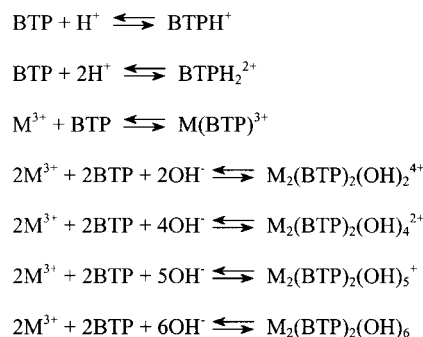 BTP + H⁺ ⇌ BTPH⁺
BTP + 2H⁺ ⇌ BTPH₂²⁺
M³⁺ + BTP ⇌ M(BTP)³⁺
2M³⁺ + 2BTP + 2OH⁻ ⇌ M₂(BTP)₂(OH)₂⁴⁺
2M³⁺ + 2BTP + 4OH⁻ ⇌ M₂(BTP)₂(OH)₄²⁺
2M³⁺ + 2BTP + 5OH⁻ ⇌ M₂(BTP)₂(OH)₅⁺
2M³⁺ + 2BTP + 6OH⁻ ⇌ M₂(BTP)₂(OH)₆